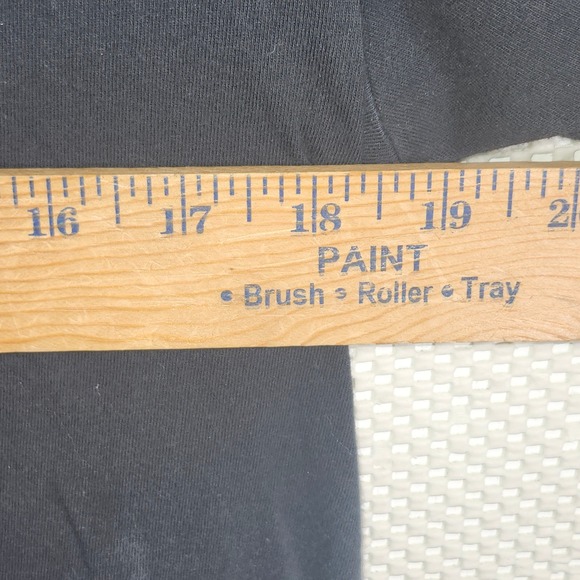 16 17 18 19 2
PAINT
• Brush • Roller • Tray